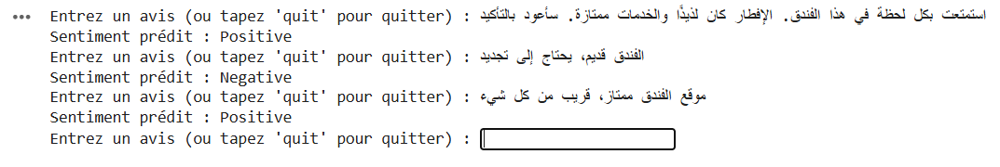 Entrez un avis (ou tapez 'quit' pour quitter) : استمتعت بكل لحظة في هذا الفندق. الإفطار كان لذيذًا والخدمات ممتازة. سأعود بالتأكيد
Sentiment prédit : Positive
Entrez un avis (ou tapez 'quit' pour quitter) : الفندق قديم، يحتاج إلى تجديد
Sentiment prédit : Negative
Entrez un avis (ou tapez 'quit' pour quitter) : موقع الفندق ممتاز، قريب من كل شيء
Sentiment prédit : Positive
Entrez un avis (ou tapez 'quit' pour quitter) :